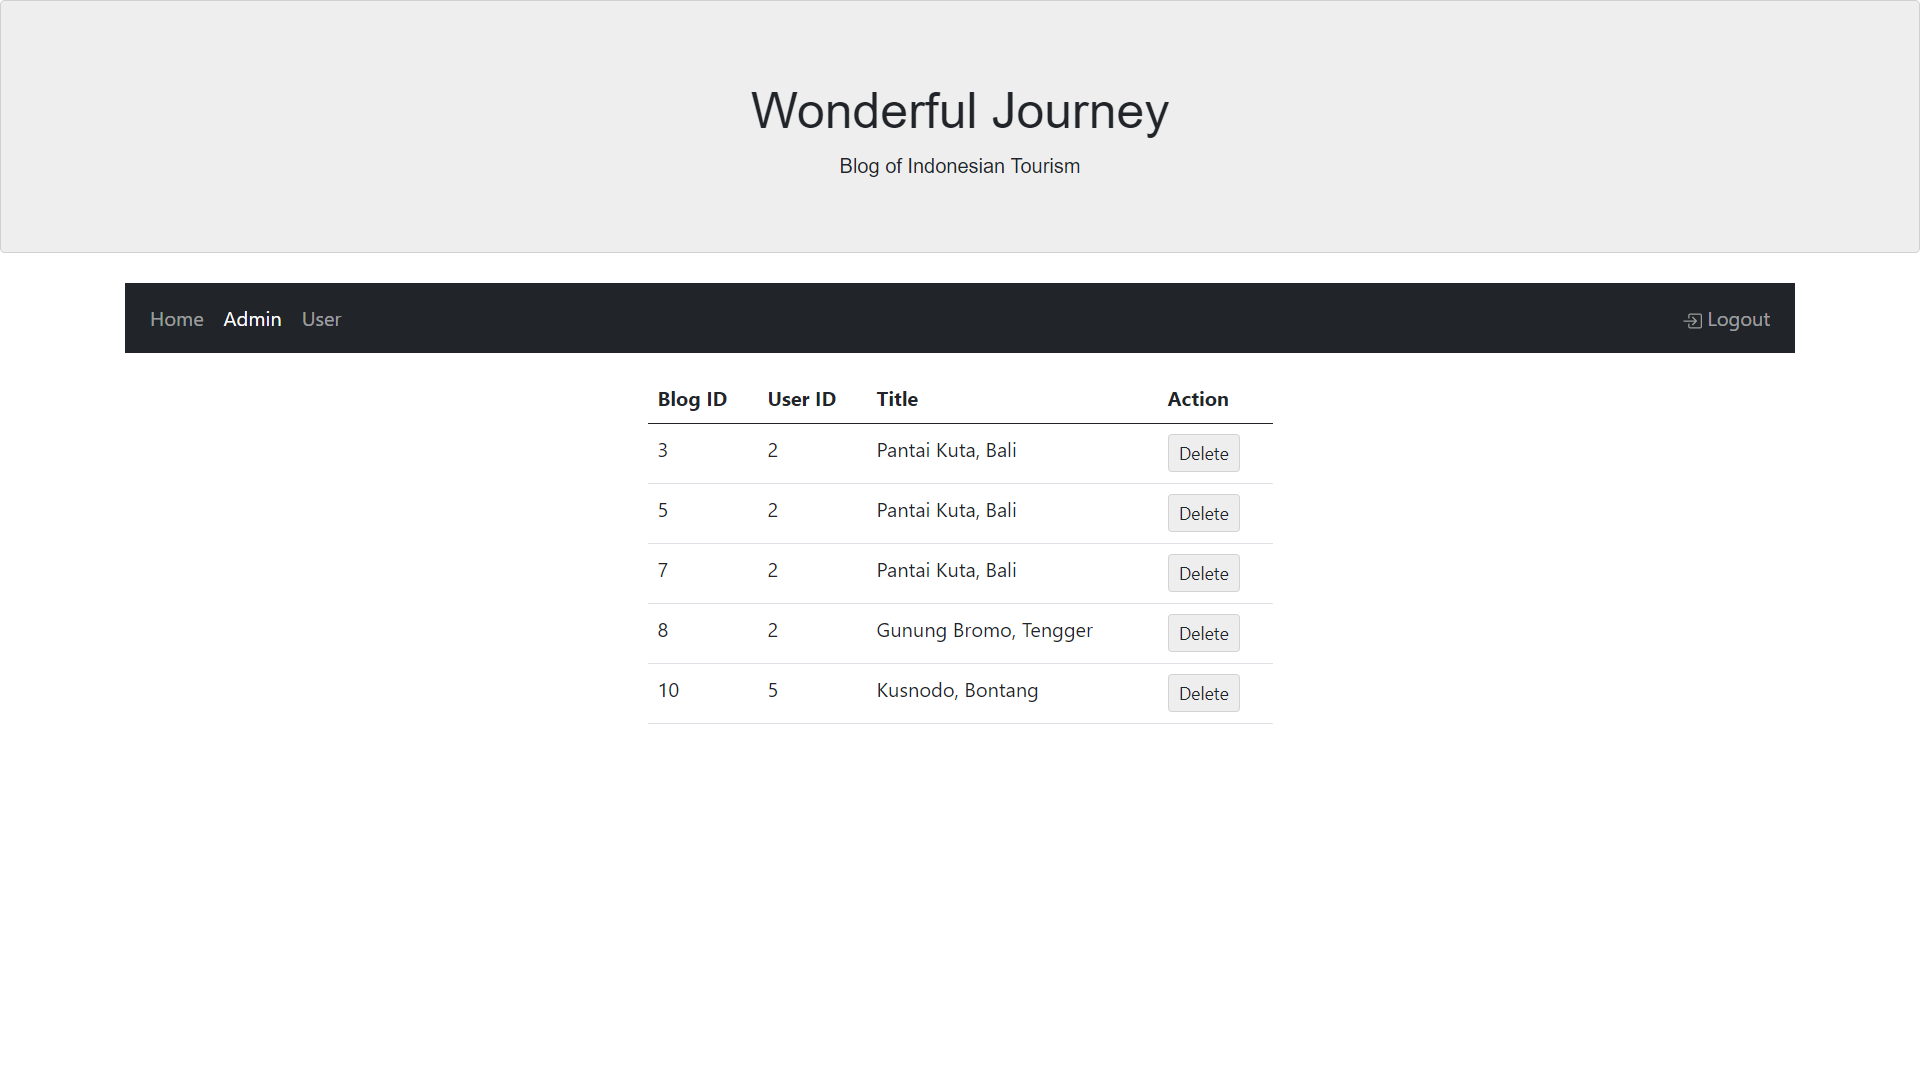 Wonderful Journey
Blog of Indonesian Tourism
Home Admin User Logout
Blog ID User ID Title Action
3 2 Pantai Kuta, Bali Delete
5 2 Pantai Kuta, Bali Delete
7 2 Pantai Kuta, Bali Delete
8 2 Gunung Bromo, Tengger Delete
10 5 Kusnodo, Bontang Delete